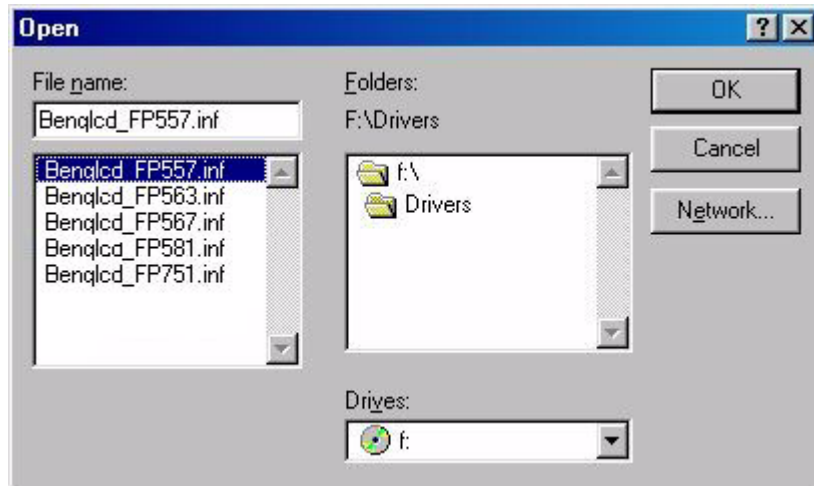 Open
File name:
Benqlcd_FP557.inf
Benqlcd_FP557.inf
Benqlcd_FP563.inf
Benqlcd_FP567.inf
Benqlcd_FP581.inf
Benqlcd_FP751.inf
Folders:
F:\Drivers
f:\
Drivers
Drives:
f:
OK
Cancel
Network...